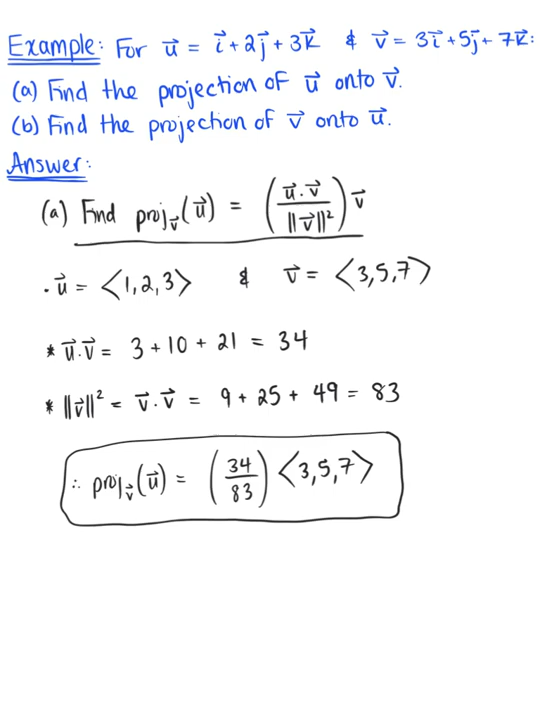 Example: For u⃗ = i⃗ + 2j⃗ + 3k⃗ & v⃗ = 3i⃗ + 5j⃗ + 7k⃗:
(a) Find the projection of u⃗ onto v⃗.
(b) Find the projection of v⃗ onto u⃗.
Answer:
(a) Find proj_v⃗(u⃗) = (u⃗·v⃗ / ||v⃗||²) v⃗
· u⃗ = ⟨1,2,3⟩ & v⃗ = ⟨3,5,7⟩
* u⃗·v⃗ = 3 + 10 + 21 = 34
* ||v⃗||² = v⃗·v⃗ = 9 + 25 + 49 = 83
∴ proj_v⃗(u⃗) = (34/83) ⟨3,5,7⟩